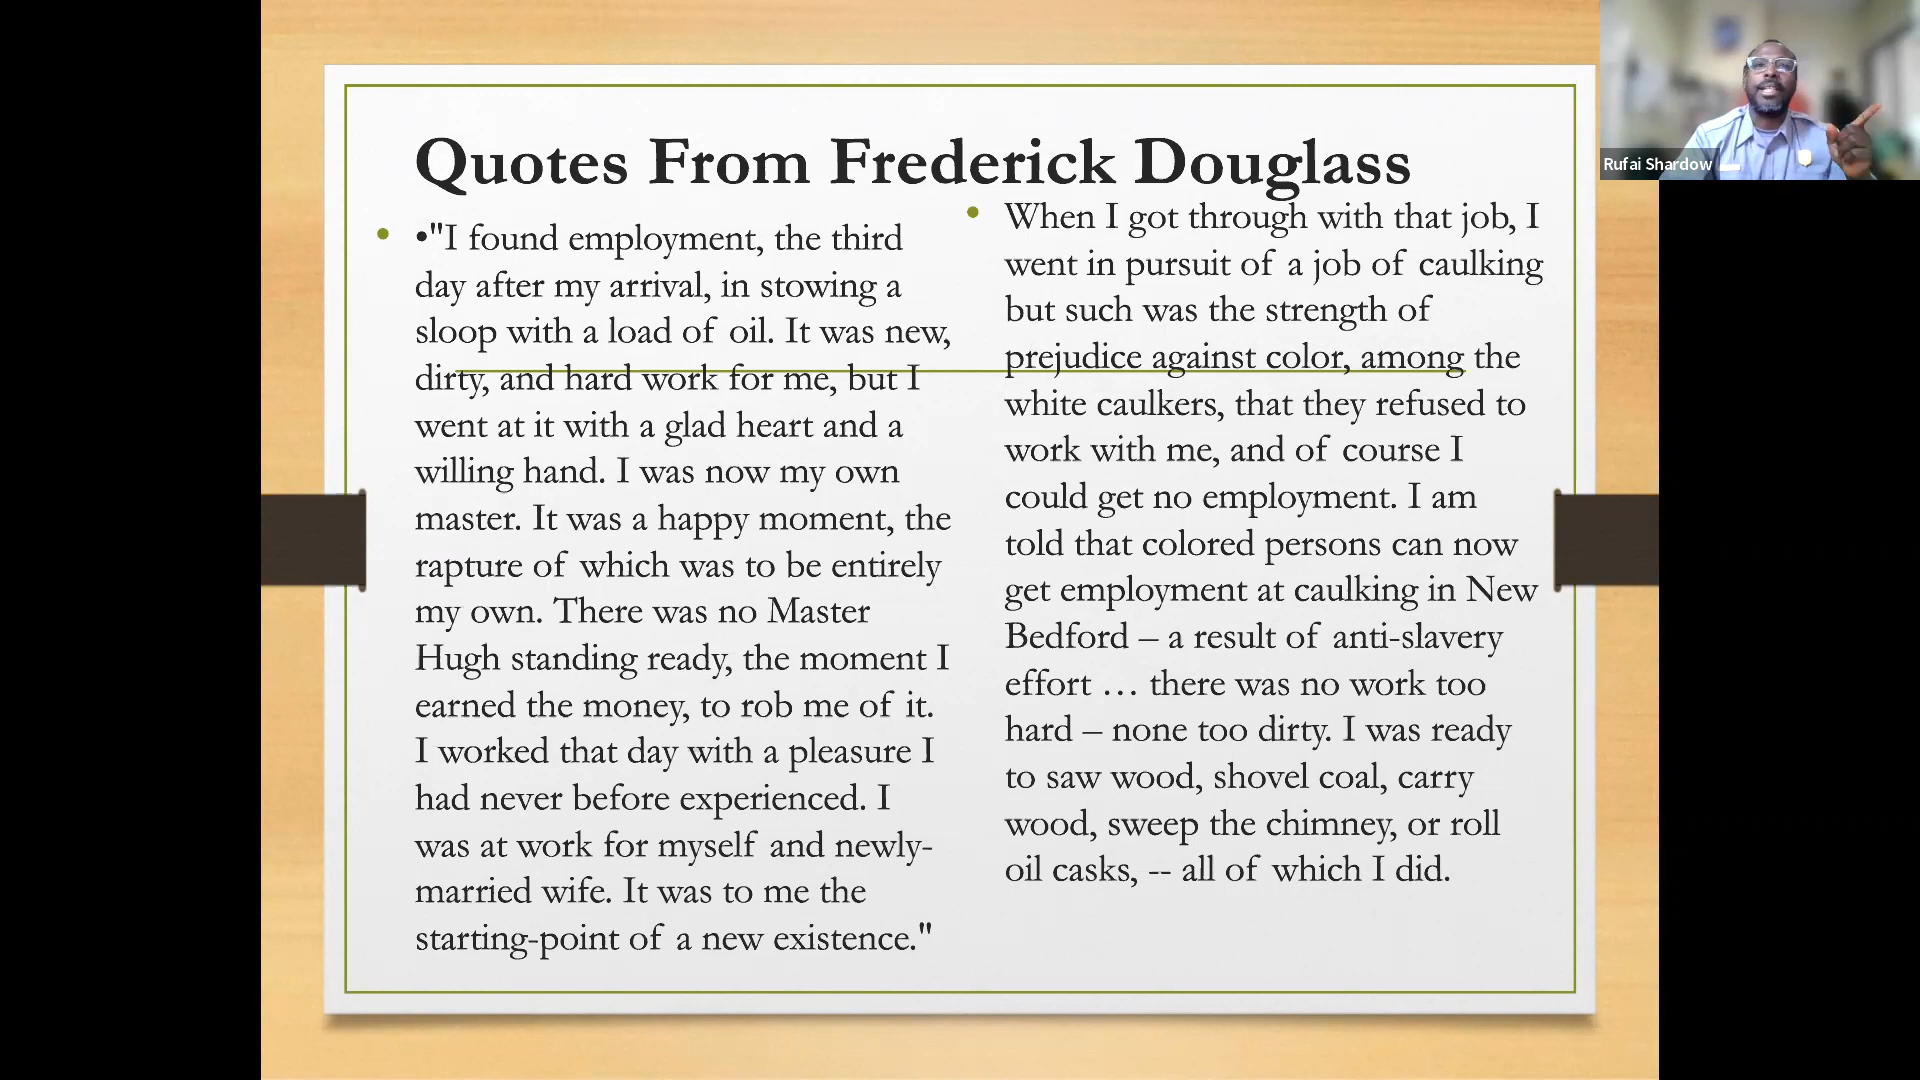 Quotes From Frederick Douglass
•"I found employment, the third
day after my arrival, in stowing a
sloop with a load of oil. It was new,
dirty, and hard work for me, but I
went at it with a glad heart and a
willing hand. I was now my own
master. It was a happy moment, the
rapture of which was to be entirely
my own. There was no Master
Hugh standing ready, the moment I
earned the money, to rob me of it.
I worked that day with a pleasure I
had never before experienced. I
was at work for myself and newly-
married wife. It was to me the
starting-point of a new existence."
When I got through with that job, I
went in pursuit of a job of caulking
but such was the strength of
prejudice against color, among the
white caulkers, that they refused to
work with me, and of course I
could get no employment. I am
told that colored persons can now
get employment at caulking in New
Bedford – a result of anti-slavery
effort … there was no work too
hard – none too dirty. I was ready
to saw wood, shovel coal, carry
wood, sweep the chimney, or roll
oil casks, -- all of which I did.
Rufai Shardow